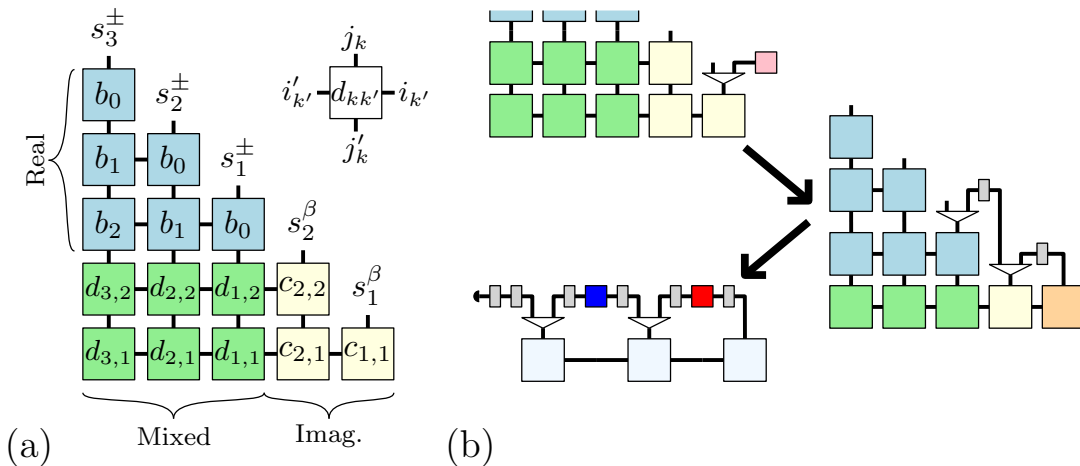 s_3^± j_k
s_2^± i'_{k'} d_{kk'} i_{k'}
b_0
j'_k
Real b_1 b_0 s_1^±
b_2 b_1 b_0 s_2^β
d_{3,2} d_{2,2} d_{1,2} c_{2,2} s_1^β
d_{3,1} d_{2,1} d_{1,1} c_{2,1} c_{1,1}
Mixed Imag.
(a) (b)